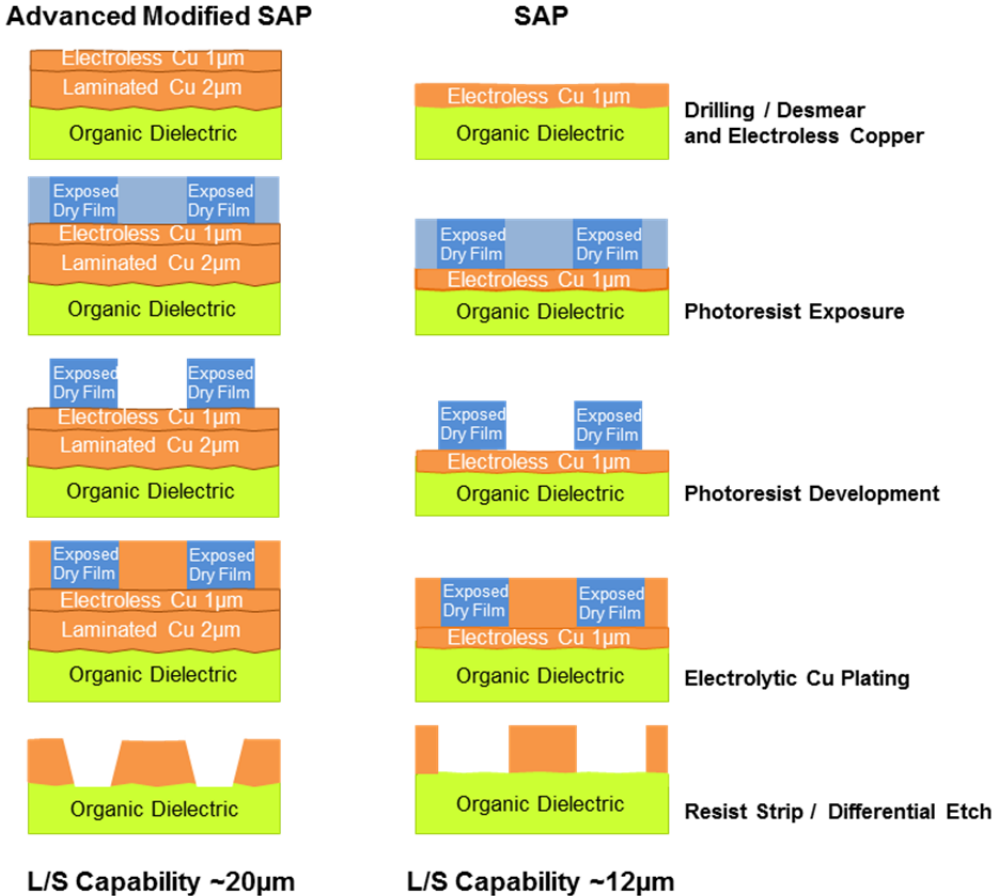 Advanced Modified SAP
SAP
Electroless Cu 1µm
Laminated Cu 2µm
Organic Dielectric
Electroless Cu 1µm
Organic Dielectric
Drilling / Desmear
and Electroless Copper
Exposed
Dry Film
Exposed
Dry Film
Electroless Cu 1µm
Laminated Cu 2µm
Organic Dielectric
Exposed
Dry Film
Exposed
Dry Film
Electroless Cu 1µm
Organic Dielectric
Photoresist Exposure
Exposed
Dry Film
Exposed
Dry Film
Electroless Cu 1µm
Laminated Cu 2µm
Organic Dielectric
Exposed
Dry Film
Exposed
Dry Film
Electroless Cu 1µm
Organic Dielectric
Photoresist Development
Exposed
Dry Film
Exposed
Dry Film
Electroless Cu 1µm
Laminated Cu 2µm
Organic Dielectric
Exposed
Dry Film
Exposed
Dry Film
Electroless Cu 1µm
Organic Dielectric
Electrolytic Cu Plating
Organic Dielectric
Organic Dielectric
Resist Strip / Differential Etch
L/S Capability ~20µm
L/S Capability ~12µm